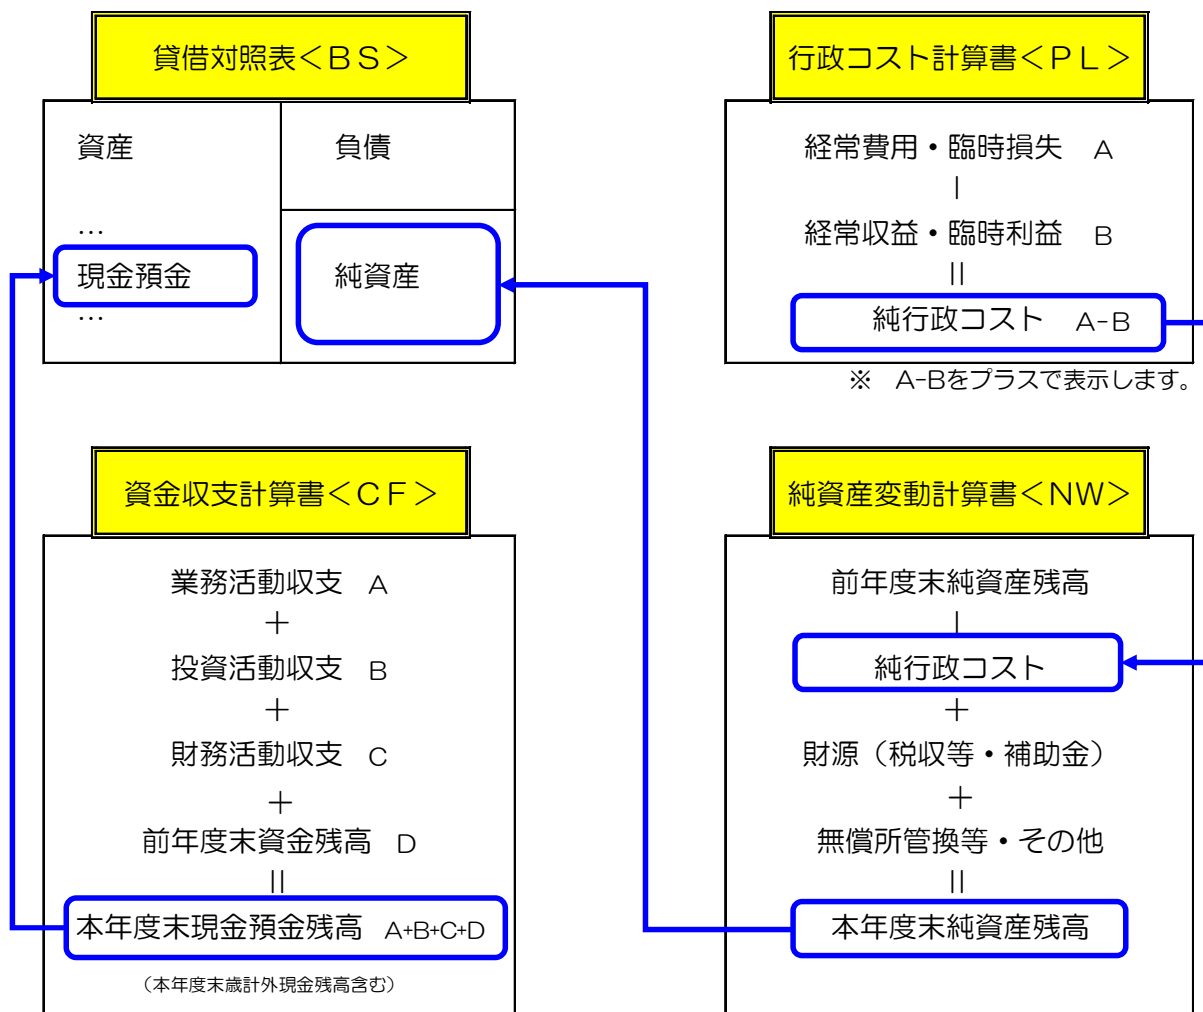 貸借対照表＜ＢＳ＞
資産
負債
…
現金預金
…
純資産
行政コスト計算書＜ＰＬ＞
経常費用・臨時損失　A
－
経常収益・臨時利益　B
＝
純行政コスト　A-B
※　A-Bをプラスで表示します。
資金収支計算書＜ＣＦ＞
業務活動収支　A
＋
投資活動収支　B
＋
財務活動収支　C
＋
前年度末資金残高　D
＝
本年度末現金預金残高　A+B+C+D
（本年度末歳計外現金残高含む）
純資産変動計算書＜ＮＷ＞
前年度末純資産残高
－
純行政コスト
＋
財源（税収等・補助金）
＋
無償所管換等・その他
＝
本年度末純資産残高